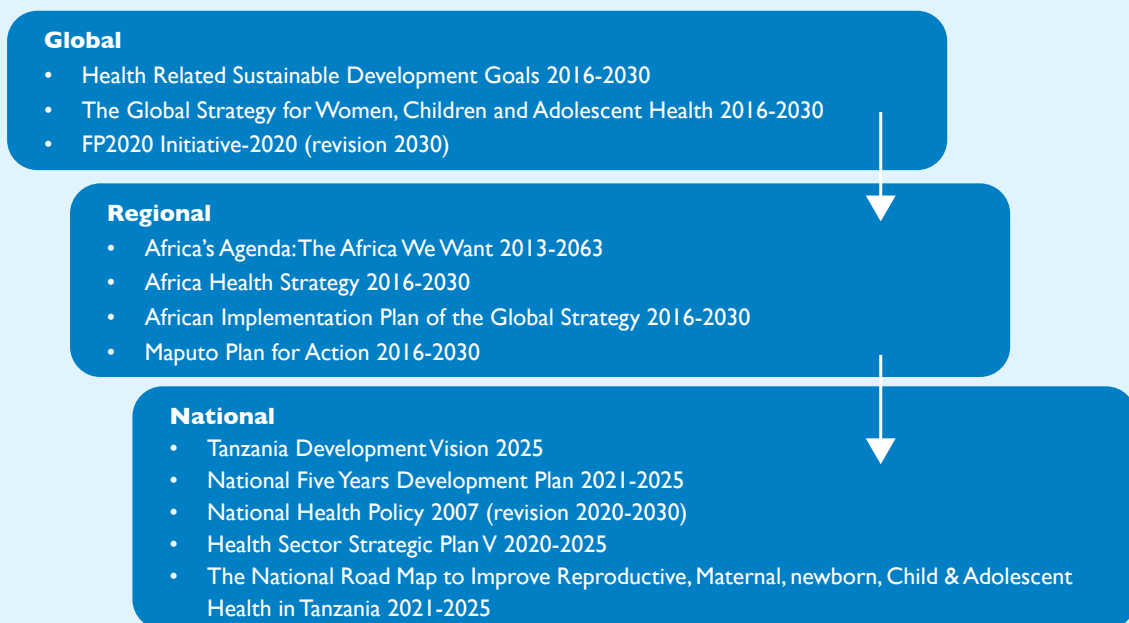 Global
• Health Related Sustainable Development Goals 2016-2030
• The Global Strategy for Women, Children and Adolescent Health 2016-2030
• FP2020 Initiative-2020 (revision 2030)
Regional
• Africa's Agenda: The Africa We Want 2013-2063
• Africa Health Strategy 2016-2030
• African Implementation Plan of the Global Strategy 2016-2030
• Maputo Plan for Action 2016-2030
National
• Tanzania Development Vision 2025
• National Five Years Development Plan 2021-2025
• National Health Policy 2007 (revision 2020-2030)
• Health Sector Strategic Plan V 2020-2025
• The National Road Map to Improve Reproductive, Maternal, newborn, Child & Adolescent
Health in Tanzania 2021-2025